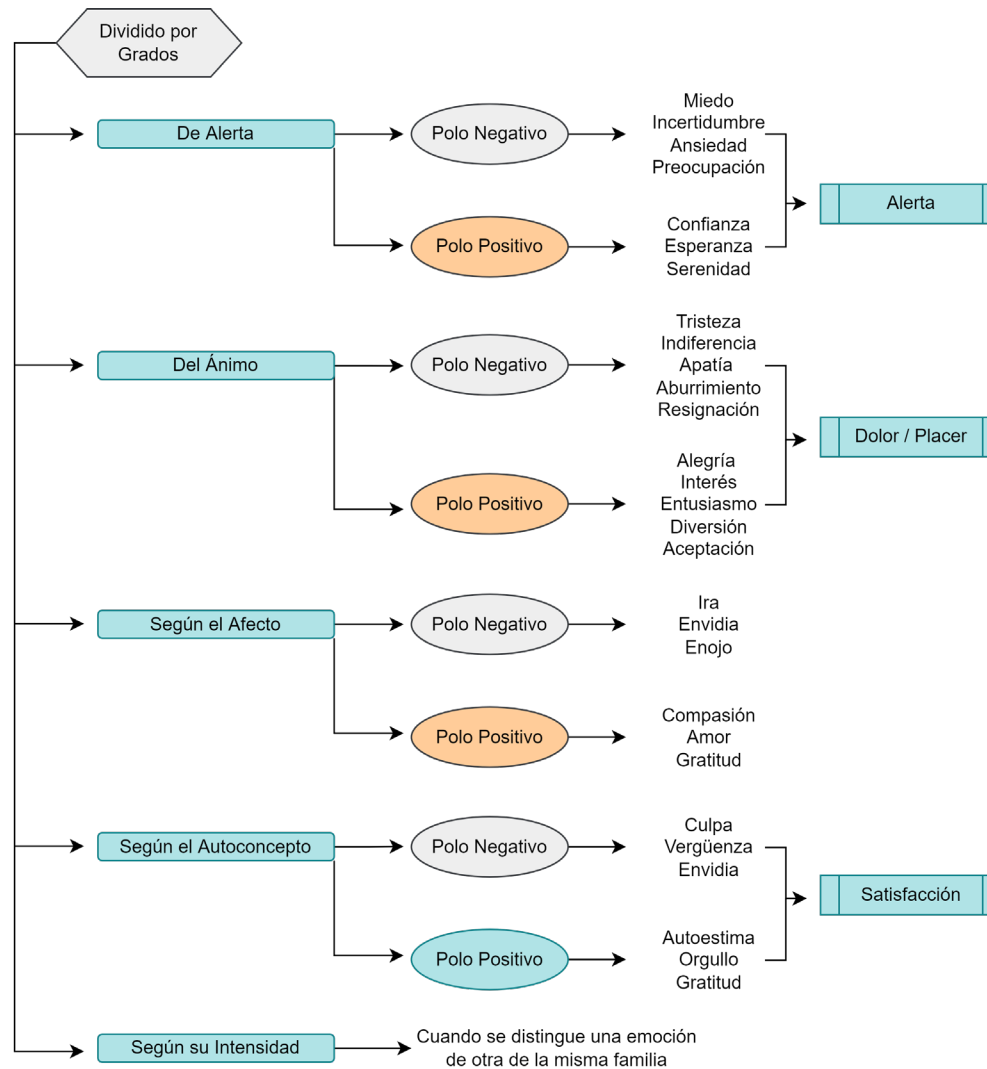 Dividido por
Grados
De Alerta
Polo Negativo
Miedo
Incertidumbre
Ansiedad
Preocupación
Alerta
Polo Positivo
Confianza
Esperanza
Serenidad
Del Ánimo
Polo Negativo
Tristeza
Indiferencia
Apatía
Aburrimiento
Resignación
Dolor / Placer
Polo Positivo
Alegría
Interés
Entusiasmo
Diversión
Aceptación
Según el Afecto
Polo Negativo
Ira
Envidia
Enojo
Polo Positivo
Compasión
Amor
Gratitud
Según el Autoconcepto
Polo Negativo
Culpa
Vergüenza
Envidia
Satisfacción
Polo Positivo
Autoestima
Orgullo
Gratitud
Según su Intensidad
Cuando se distingue una emoción
de otra de la misma familia